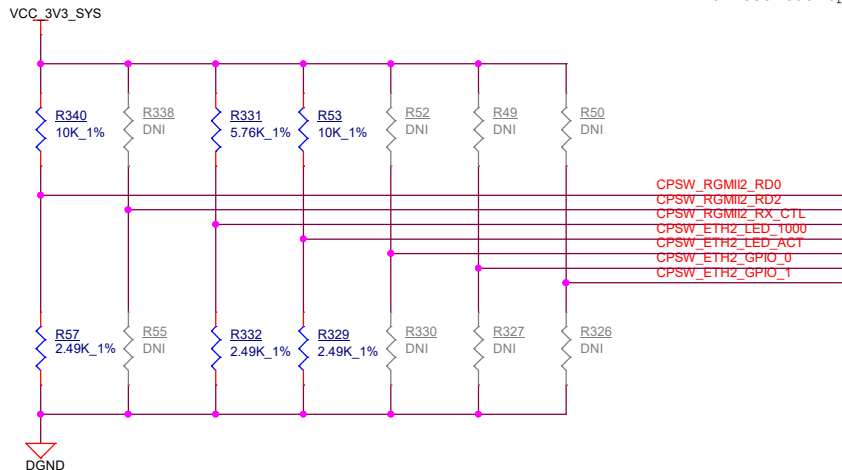 VCC_3V3_SYS
R340
10K_1%
R338
DNI
R331
5.76K_1%
R53
10K_1%
R52
DNI
R49
DNI
R50
DNI
CPSW_RGMII2_RD0
CPSW_RGMII2_RD2
CPSW_RGMII2_RX_CTL
CPSW_ETH2_LED_1000
CPSW_ETH2_LED_ACT
CPSW_ETH2_GPIO_0
CPSW_ETH2_GPIO_1
R57
2.49K_1%
R55
DNI
R332
2.49K_1%
R329
2.49K_1%
R330
DNI
R327
DNI
R326
DNI
DGND